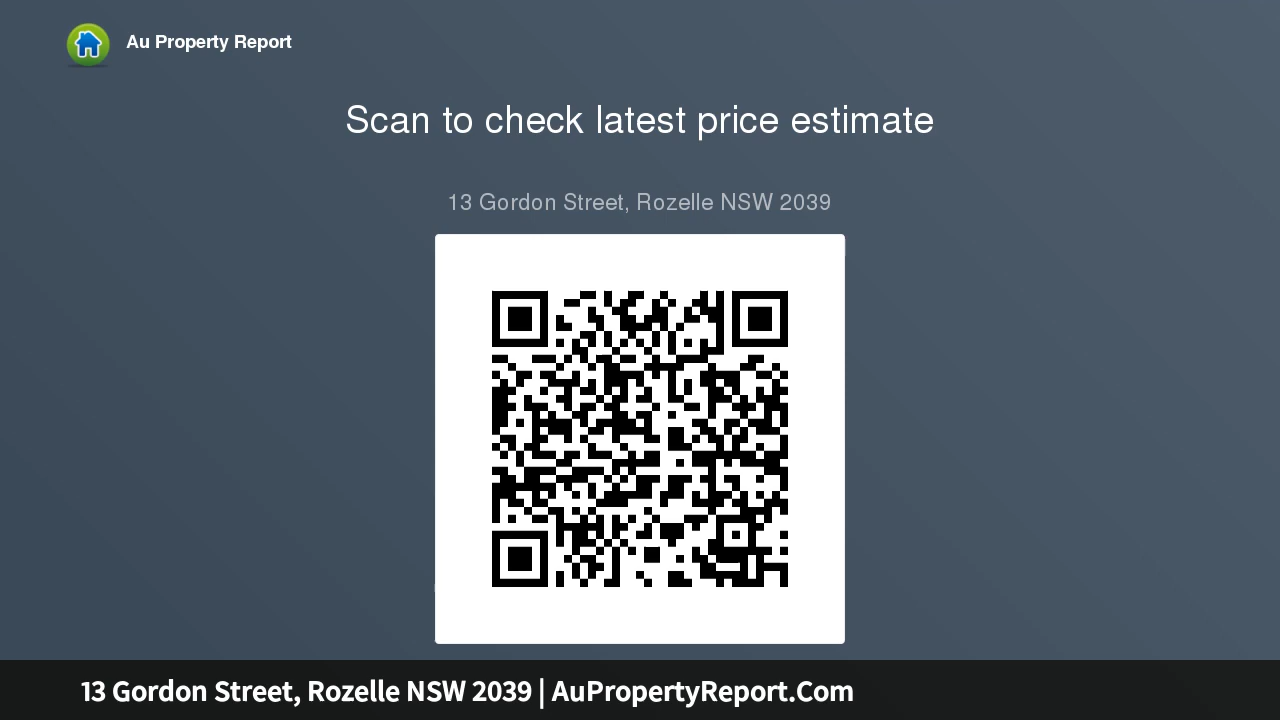 Au Property Report
Scan to check latest price estimate
13 Gordon Street, Rozelle NSW 2039
13 Gordon Street, Rozelle NSW 2039 | AuPropertyReport.Com